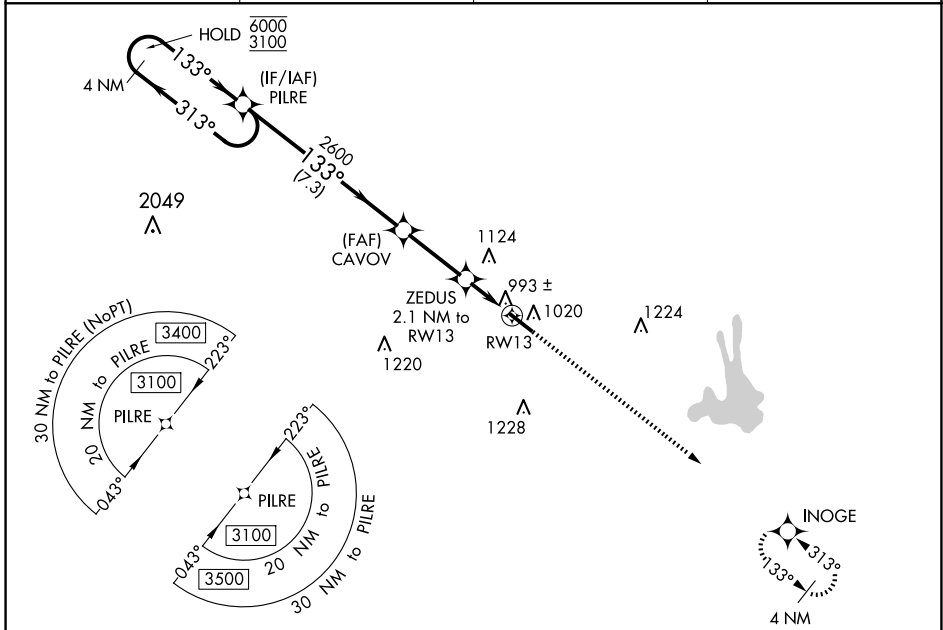 HOLD 6000
3100
133°
4 NM
313°
(IF/IAF)
PILRE
2600
133°
(7.3)
2049
(FAF)
CAVOV
1124
ZEDUS
2.1 NM to
RW13
993 ±
1020
RW13
1224
1220
1228
30 NM to PILRE (NoPT)
3400
20 NM to PILRE
3100
223°
PILRE
043°
223°
PILRE
3100
20 NM to PILRE
043°
3500
30 NM to PILRE
INOGE
313°
133°
4 NM